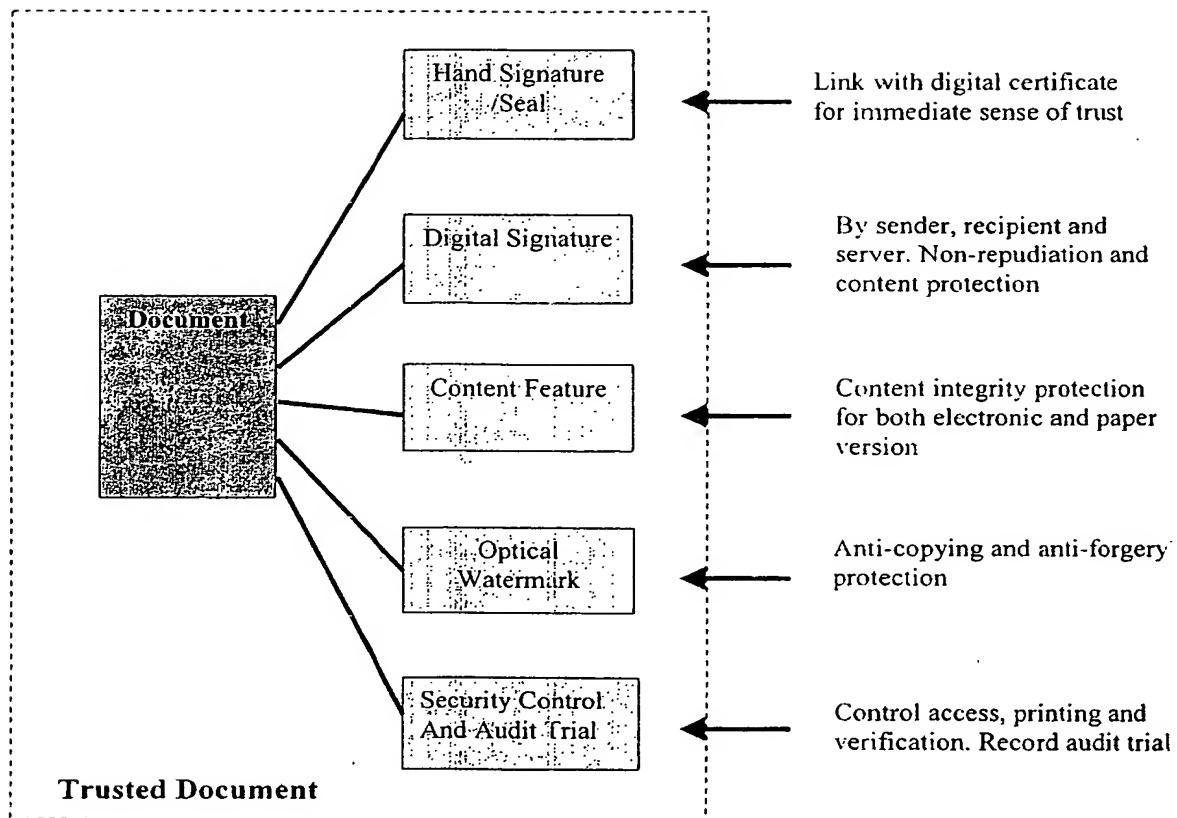 Hand Signature
/Seal
Link with digital certificate
for immediate sense of trust
Digital Signature
By sender, recipient and
server. Non-repudiation and
content protection
Document
Content Feature
Content integrity protection
for both electronic and paper
version
Optical
Watermark
Anti-copying and anti-forgery
protection
Security Control
And Audit Trial
Control access, printing and
verification. Record audit trial
Trusted Document